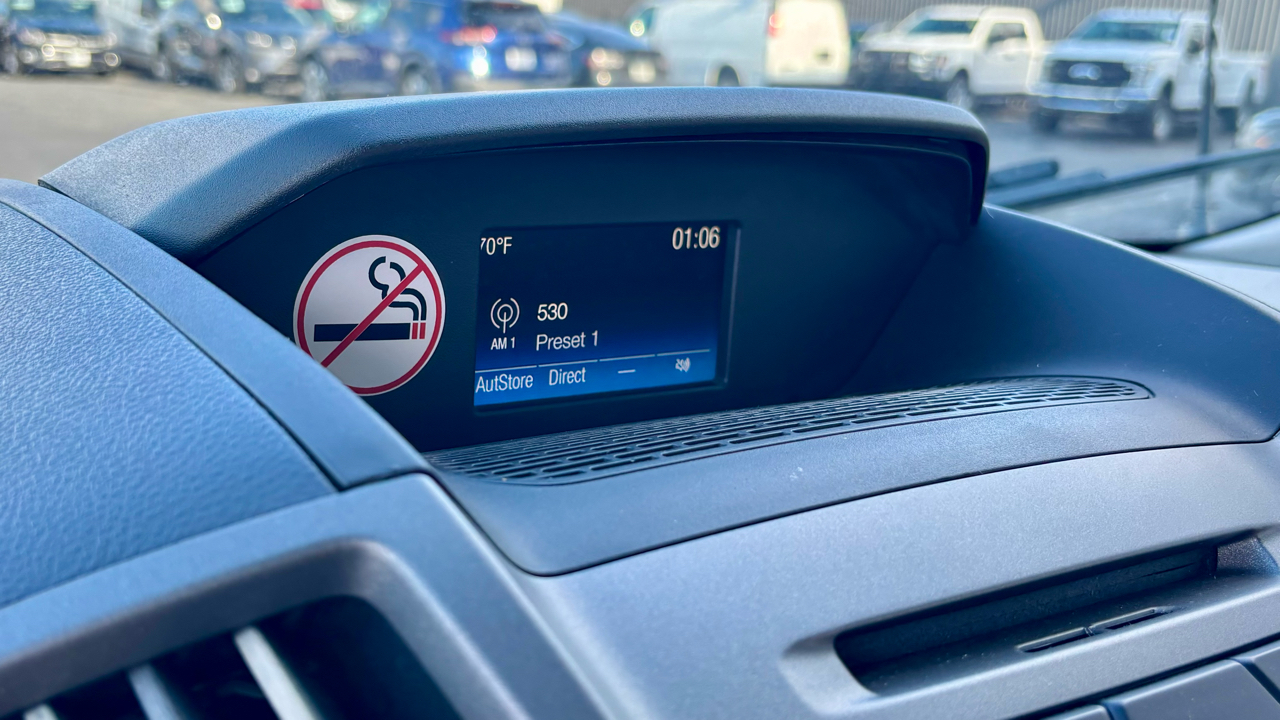 70°F 01:06
530
AM 1 Preset 1
AutStore Direct —